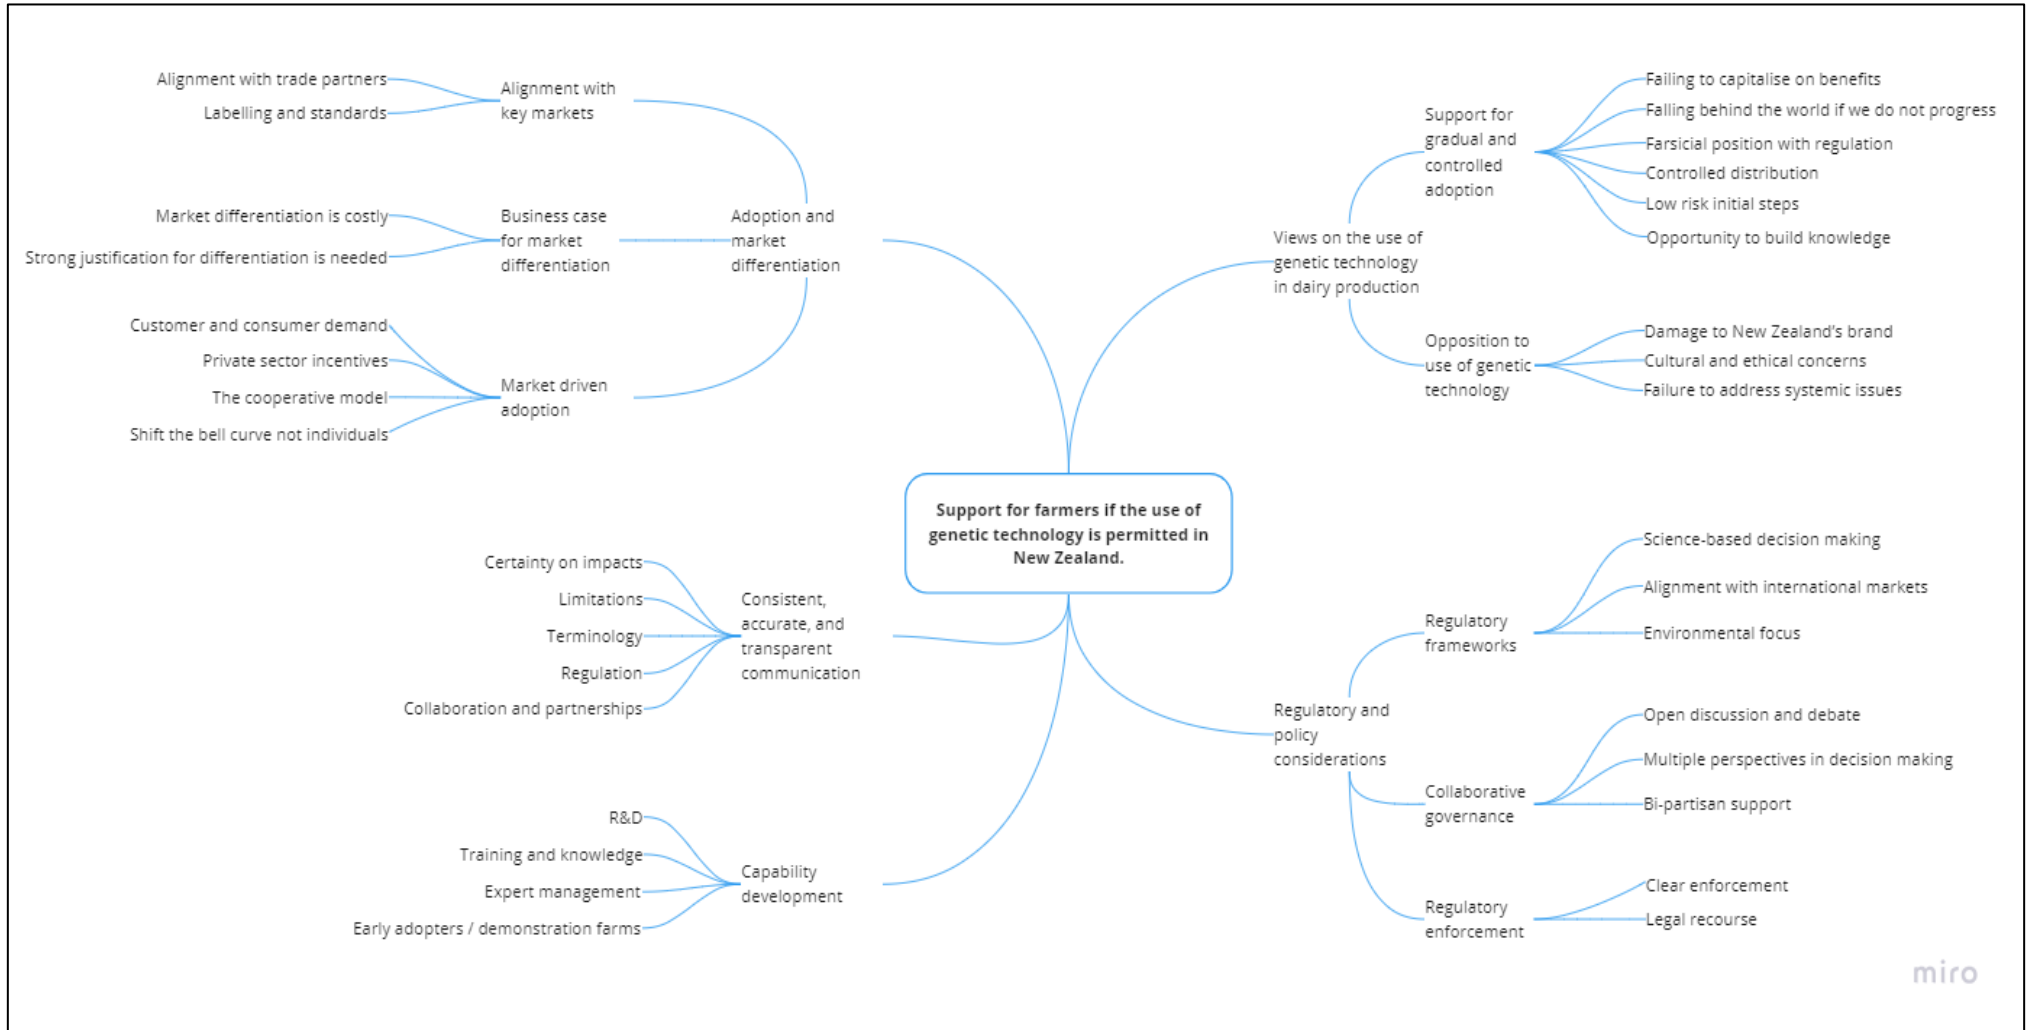 Alignment with trade partners
Labelling and standards
Alignment with
key markets
Market differentiation is costly
Strong justification for differentiation is needed
Business case
for market
differentiation
Adoption and
market
differentiation
Customer and consumer demand
Private sector incentives
The cooperative model
Shift the bell curve not individuals
Market driven
adoption
Failing to capitalise on benefits
Falling behind the world if we do not progress
Farsicial position with regulation
Controlled distribution
Low risk initial steps
Opportunity to build knowledge
Support for
gradual and
controlled
adoption
Views on the use of
genetic technology
in dairy production
Opposition to
use of genetic
technology
Damage to New Zealand's brand
Cultural and ethical concerns
Failure to address systemic issues
Support for farmers if the use of
genetic technology is permitted in
New Zealand.
Certainty on impacts
Limitations
Terminology
Regulation
Collaboration and partnerships
Consistent,
accurate, and
transparent
communication
R&D
Training and knowledge
Expert management
Early adopters / demonstration farms
Capability
development
Science-based decision making
Alignment with international markets
Environmental focus
Regulatory
frameworks
Regulatory and
policy
considerations
Open discussion and debate
Multiple perspectives in decision making
Bi-partisan support
Collaborative
governance
Clear enforcement
Legal recourse
Regulatory
enforcement
miro